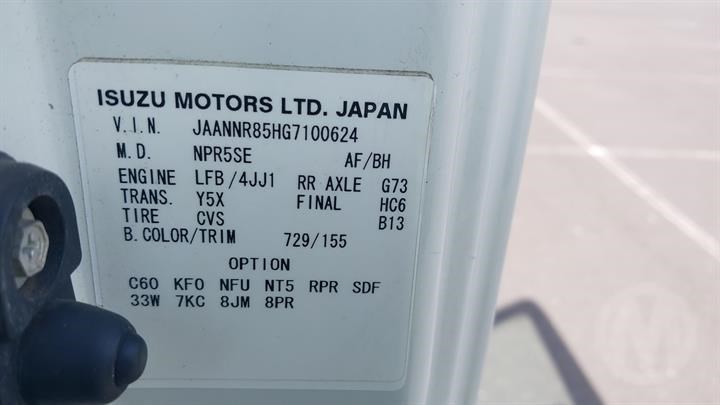 ISUZU MOTORS LTD. JAPAN
V.I.N. JAANNR85HG7100624
M.D. NPR5SE AF/BH
ENGINE LFB/4JJ1 RR AXLE G73
TRANS. Y5X FINAL HC6
TIRE CVS B13
B.COLOR/TRIM 729/155
OPTION
C60 KFO NFU NT5 RPR SDF
33W 7KC 8JM 8PR
M